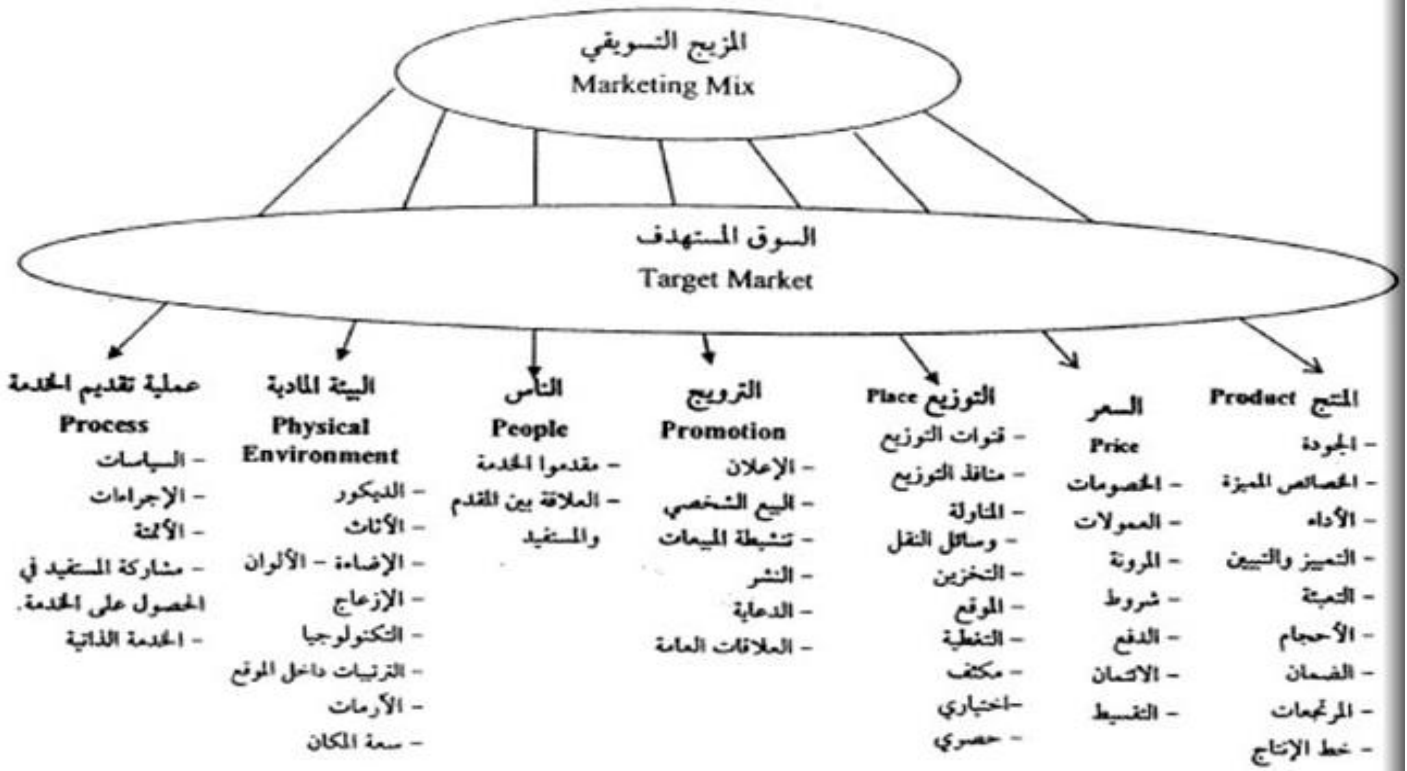 المزيج التسويقي
Marketing Mix
السوق المستهدف
Target Market
المنتج Product
- الجودة
- الخصائص المميزة
- الأداء
- التمييز والتبيين
- التعبئة
- الأحجام
- الضمان
- المرتجعات
- خط الإنتاج
السعر
Price
- الخصومات
- العمولات
- المرونة
- شروط
- الدفع
- الائتمان
- التقسيط
التوزيع Place
- قنوات التوزيع
- منافذ التوزيع
- المناولة
- وسائل النقل
- التخزين
- الموقع
- التغطية
- مكثف
-اختياري
- حصري
الترويج
Promotion
- الإعلان
- البيع الشخصي
- تنشيطة المبيعات
- النشر
- الدعاية
- العلاقات العامة
الناس
People
- مقدموا الخدمة
- العلاقة بين المقدم
والمستفيد
البيئة المادية
Physical
Environment
- الديكور
- الأثاث
- الإضاءة - الألوان
- الإزعاج
- التكنولوجيا
- الترتيبات داخل الموقع
- الآرمات
- سعة المكان
عملية تقديم الخدمة
Process
- السياسات
- الإجراءات
- الأتمتة
- مشاركة المستفيد في
الحصول على الخدمة.
- الخدمة الذاتية